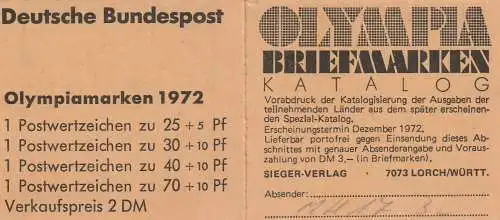 Deutsche Bundespost
Olympiamarken 1972
1 Postwertzeichen zu 25 + 5 Pf
1 Postwertzeichen zu 30 + 10 Pf
1 Postwertzeichen zu 40 + 10 Pf
1 Postwertzeichen zu 70 + 10 Pf
Verkaufspreis 2 DM
OLYMPIA
BRIEFMARKEN
KATALOG
Vorabdruck der Katalogisierung der Ausgaben der
teilnehmenden Länder aus dem später erscheinen-
den Spezial-Katalog.
Erscheinungstermin Dezember 1972.
Lieferbar portofrei gegen Einsendung dieses Ab-
schnittes mit genauer Absenderangabe und Voraus-
zahlung von DM 3,— (in Briefmarken),
SIEGER-VERLAG · 7073 LORCH/WÜRTT.
Absender: